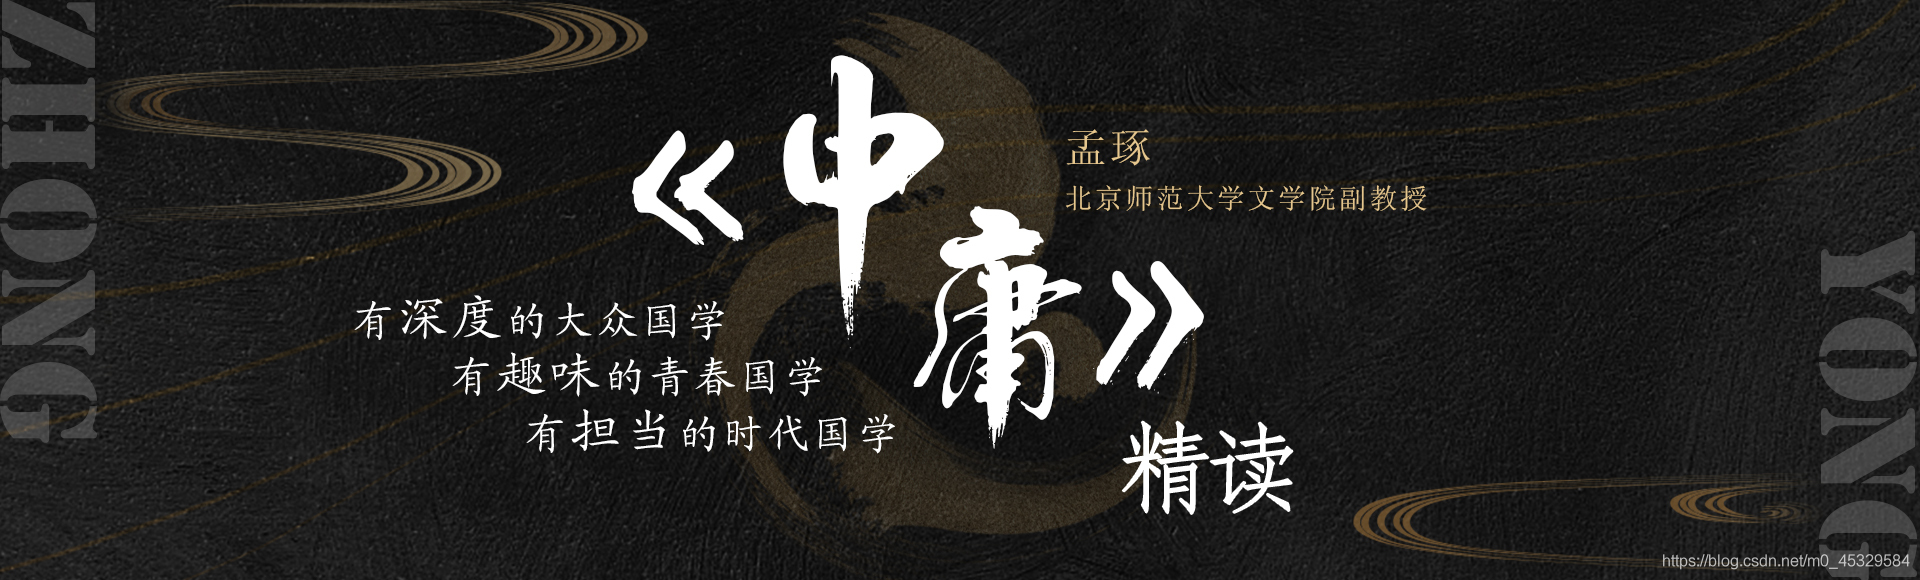 ZHONG
《中庸》
精读
孟琢
北京师范大学文学院副教授
有深度的大众国学
有趣味的青春国学
有担当的时代国学
YONG
https://blog.csdn.net/m0_45329584